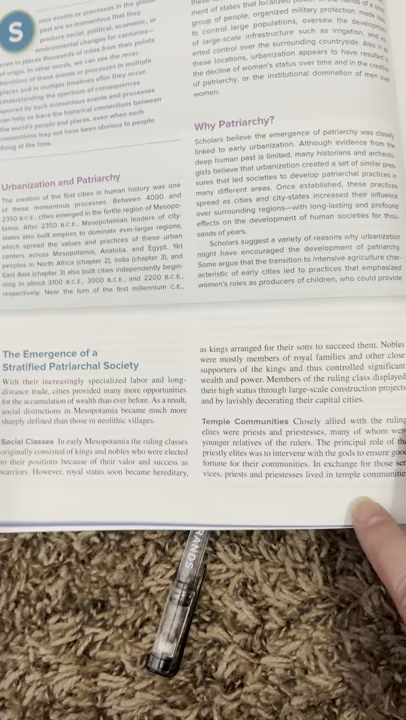 S
ome events or processes in the global
past are so momentous that they
produce social, political, economic, or
environmental changes for centuries—
even in places thousands of miles from their points
of origin. In other words, we can see the rever-
berations of these events or processes in multiple
places and in multiple timelines after they occur.
Understanding the spectrum of consequences
spurred by such momentous events and processes
can help us trace the historical connections between
the world's people and places, even when such
connections may not have been obvious to people
living at the time.
Urbanization and Patriarchy
The creation of the first cities in human history was one
of these momentous processes. Between 4000 and
2350 B.C.E., cities emerged in the fertile region of Mesopo-
tamia. After 2350 B.C.E., Mesopotamian leaders of city-
states also built empires to dominate ever-larger regions,
which spread the values and practices of these urban
centers across Mesopotamia, Anatolia, and Egypt. Yet
peoples in North Africa (chapter 2), India (chapter 3), and
East Asia (chapter 3) also built cities independently begin-
ning in about 3100 B.C.E., 3000 B.C.E., and 2200 B.C.E.,
respectively. Near the turn of the first millennium C.E.,
ment of states that
group of people, organized military protection, made laws
to control large populations, oversaw the development
of large-scale infrastructure such as irrigation, and
erted control over the surrounding countryside. Also in
these locations, urbanization appears to have resulted in
the decline of women's status over time and in the creation
of patriarchy, or the institutional domination of men over
women.
Why Patriarchy?
Scholars believe the emergence of patriarchy was closely
linked to early urbanization. Although evidence from the
deep human past is limited, many historians and archaeolo-
gists believe that urbanization created a set of similar pres-
sures that led societies to develop patriarchal practices in
many different areas. Once established, these practices
spread as cities and city-states increased their influence
over surrounding regions—with long-lasting and profound
effects on the development of human societies for thou-
sands of years.
Scholars suggest a variety of reasons why urbanization
might have encouraged the development of patriarchy.
Some argue that the transition to intensive agriculture char-
acteristic of early cities led to practices that emphasized
women's roles as producers of children, who could provide
The Emergence of a
Stratified Patriarchal Society
With their increasingly specialized labor and long-
distance trade, cities provided many more opportunities
for the accumulation of wealth than ever before. As a result,
social distinctions in Mesopotamia became much more
sharply defined than those in neolithic villages.
Social Classes In early Mesopotamia the ruling classes
originally consisted of kings and nobles who were elected
to their positions because of their valor and success as
warriors. However, royal status soon became hereditary,
as kings arranged for their sons to succeed them. Nobles
were mostly members of royal families and other close
supporters of the kings and thus controlled significant
wealth and power. Members of the ruling class displayed
their high status through large-scale construction projects
and by lavishly decorating their capital cities.
Temple Communities Closely allied with the ruling
elites were priests and priestesses, many of whom were
younger relatives of the rulers. The principal role of the
priestly elites was to intervene with the gods to ensure good
fortune for their communities. In exchange for those ser-
vices, priests and priestesses lived in temple communities
RANDS